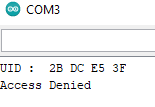 COM3
UID :  2B DC E5 3F
Access Denied